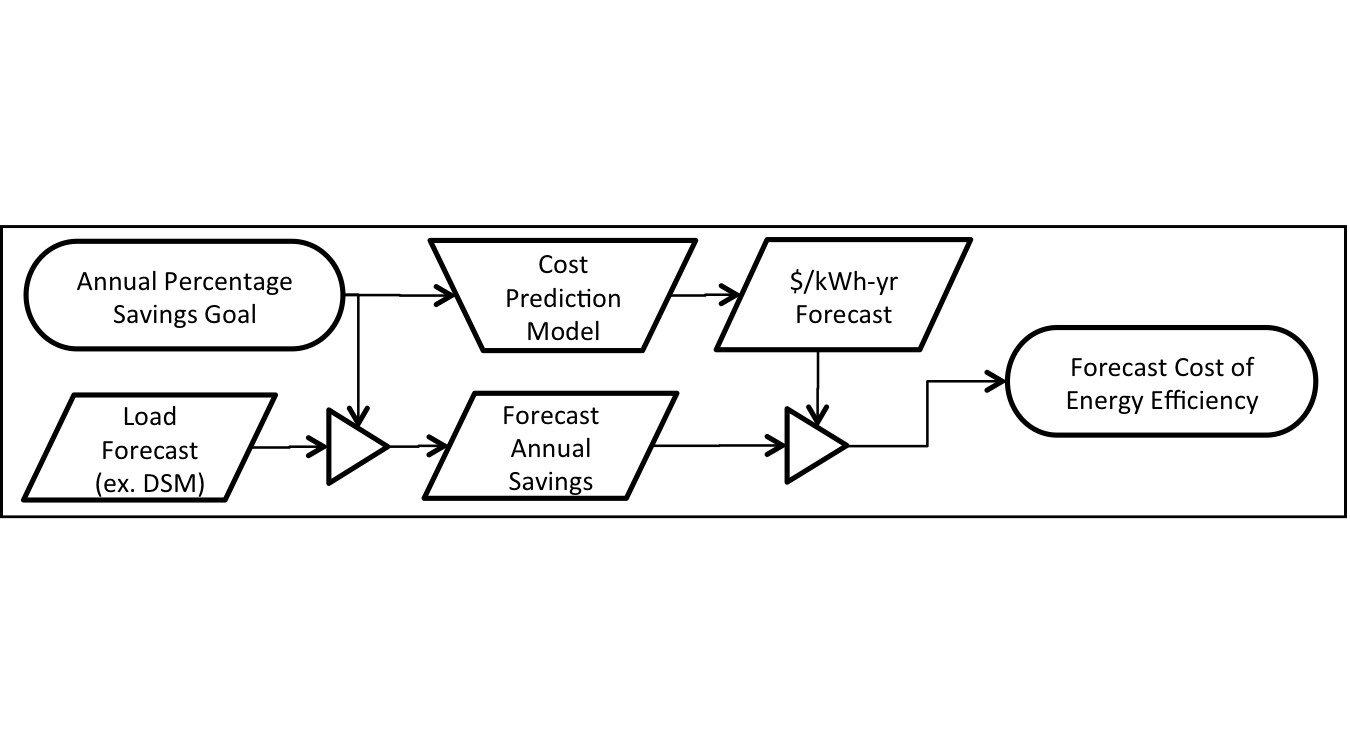 Annual Percentage
Savings Goal
Cost
Prediction
Model
$/kWh-yr
Forecast
Load
Forecast
(ex. DSM)
Forecast
Annual
Savings
Forecast Cost of
Energy Efficiency